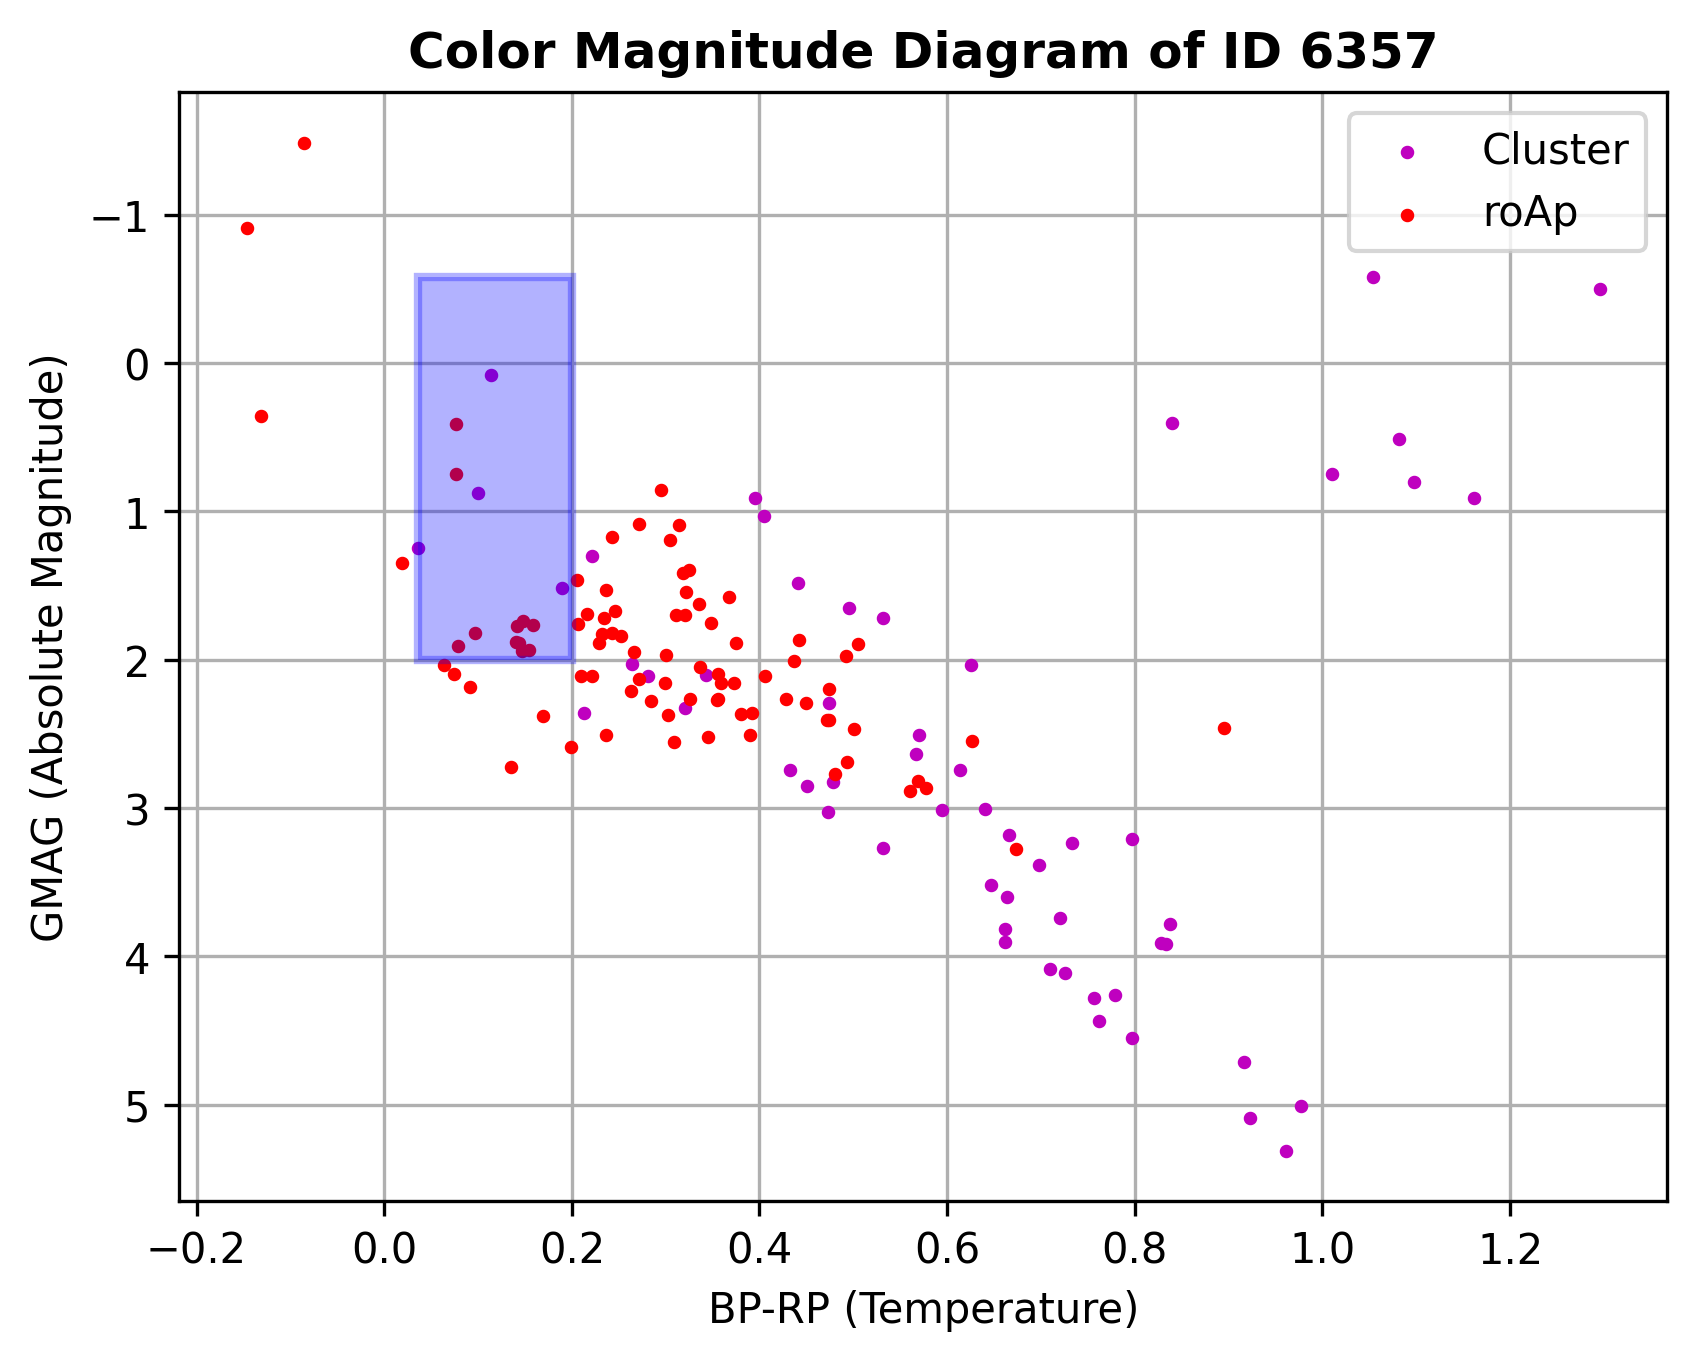 Color Magnitude Diagram of ID 6357
Cluster
roAp
GMAG (Absolute Magnitude)
−1
0
1
2
3
4
5
−0.2 0.0 0.2 0.4 0.6 0.8 1.0 1.2
BP-RP (Temperature)